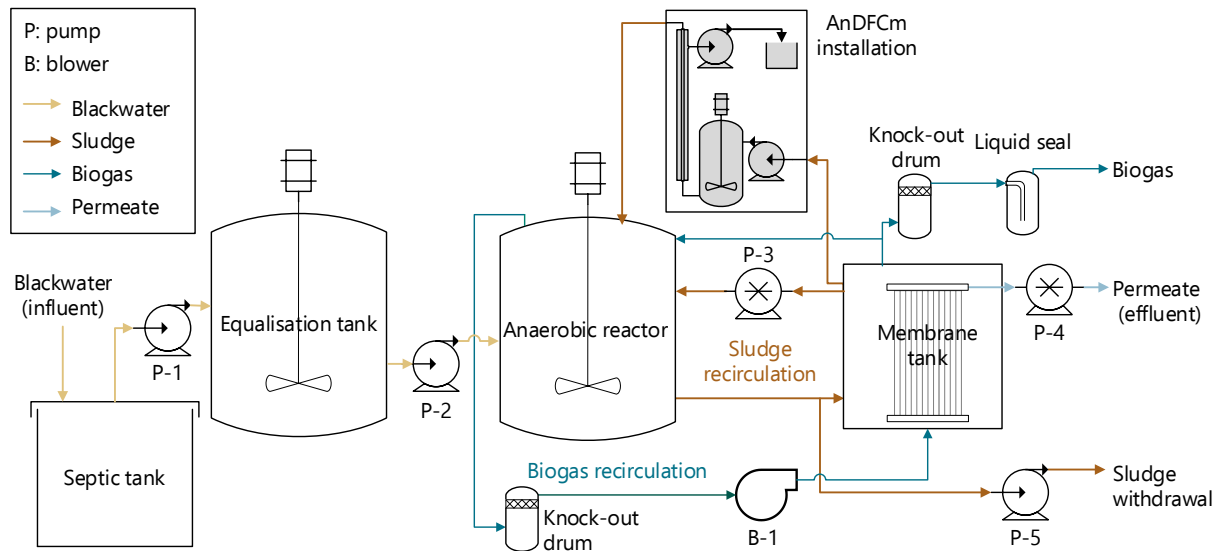 P: pump
B: blower
Blackwater
Sludge
Biogas
Permeate
AnDFCm
installation
Knock-out
drum
Liquid seal
Biogas
Blackwater
(influent)
P-1
Equalisation tank
P-2
Anaerobic reactor
P-3
Sludge
recirculation
Membrane
tank
P-4
Permeate
(effluent)
Septic tank
Biogas recirculation
Knock-out
drum
B-1
P-5
Sludge
withdrawal